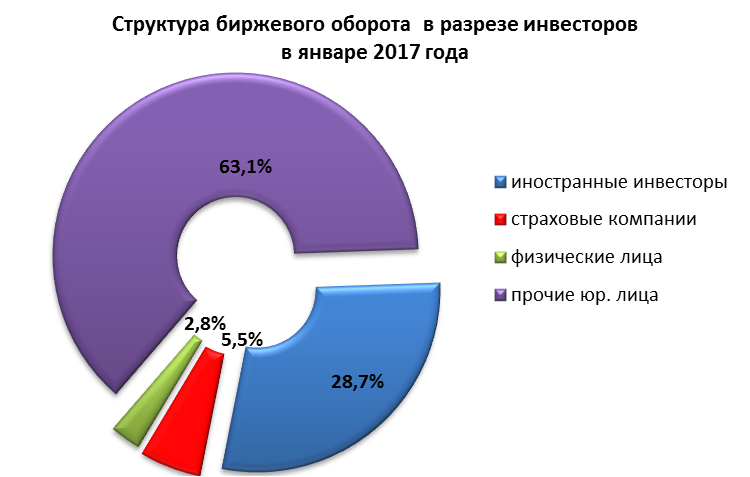 Структура биржевого оборота  в разрезе инвесторов
в январе 2017 года
63,1%
иностранные инвесторы
страховые компании
физические лица
прочие юр. лица
2,8%
5,5%
28,7%